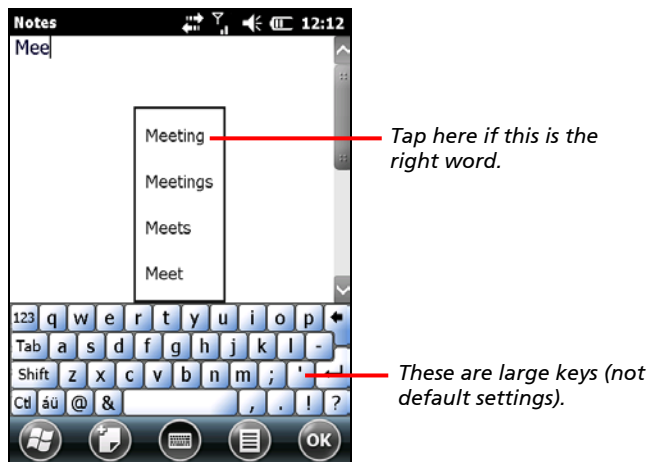 Notes 12:12
Mee
Meeting
Meetings
Meets
Meet
Tap here if this is the
right word.
123 q w e r t y u i o p
Tab a s d f g h j k l -
Shift z x c v b n m ; '
Ctl áü @ & , . ! ?
These are large keys (not
default settings).
OK